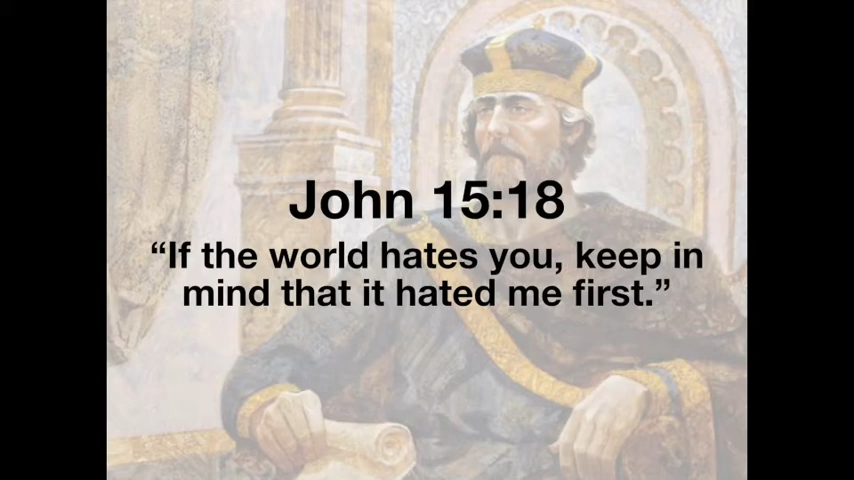 John 15:18
“If the world hates you, keep in
mind that it hated me first.”